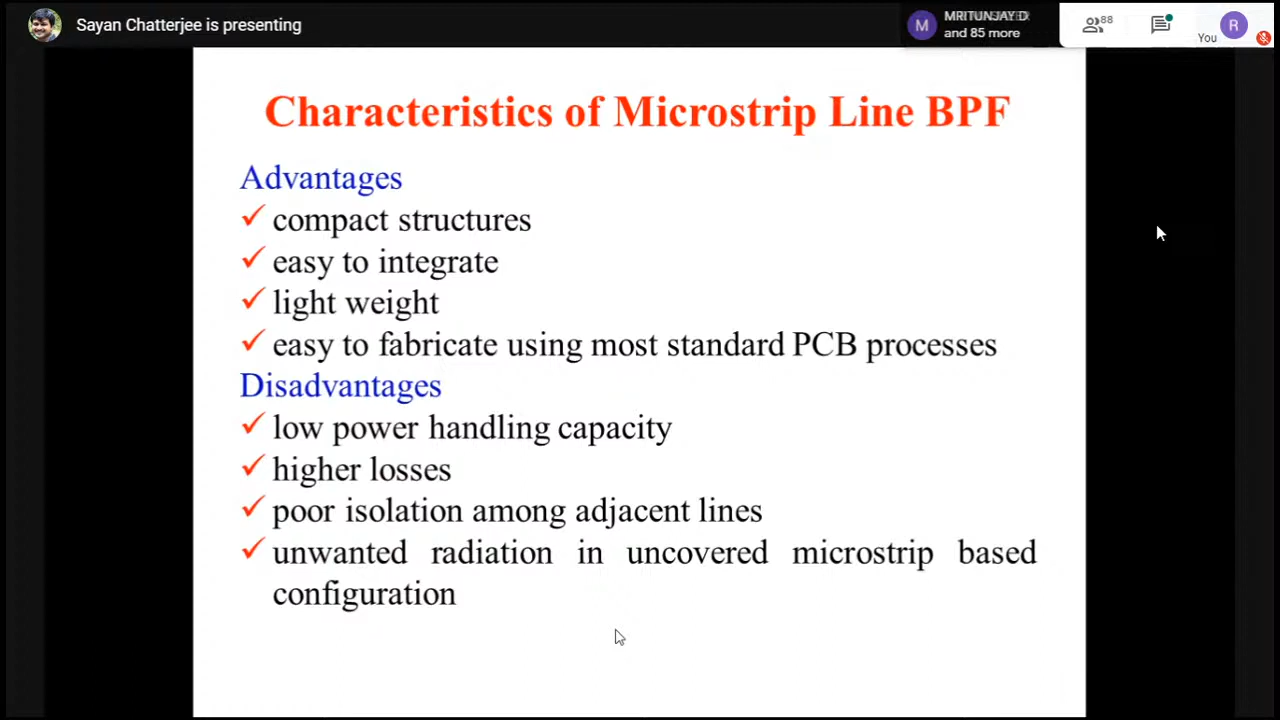 Sayan Chatterjee is presenting
M
MRITUNJAY D
and 85 more
88
You
R
Characteristics of Microstrip Line BPF
Advantages
✓ compact structures
✓ easy to integrate
✓ light weight
✓ easy to fabricate using most standard PCB processes
Disadvantages
✓ low power handling capacity
✓ higher losses
✓ poor isolation among adjacent lines
✓ unwanted radiation in uncovered microstrip based
configuration